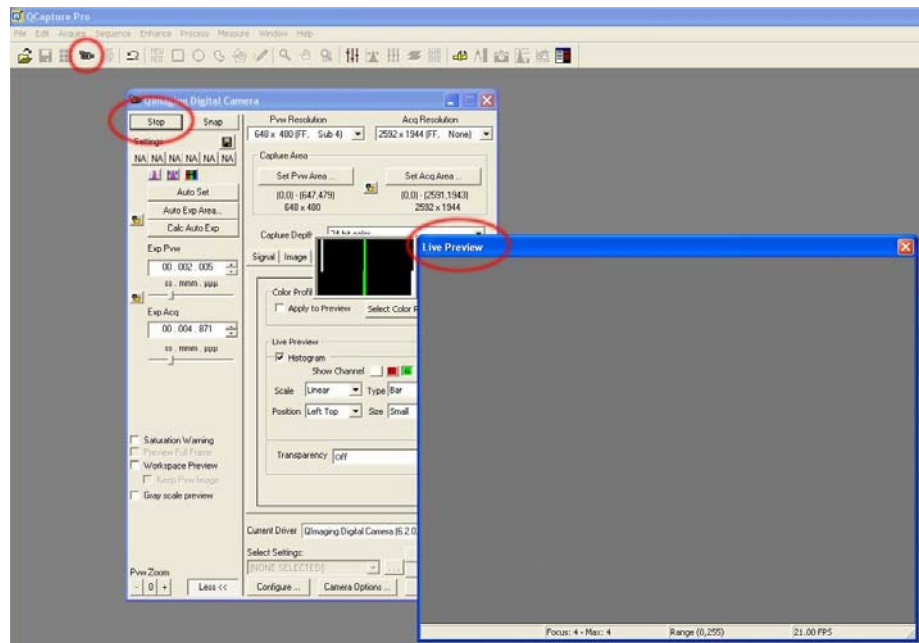 QCapture Pro
File Edit Acquire Sequence Enhance Process Measure Window Help
QImaging Digital Camera
Stop Snap
Settings:
NA NA NA NA NA NA
Auto Set
Auto Exp Area...
Calc Auto Exp
Exp Pvw
00 . 002 . 005
ss . mmm . µµµ
Exp Acq
00 . 004 . 871
ss . mmm . µµµ
Saturation Warning
Preview Full Frame
Workspace Preview
Keep Pvw Image
Gray scale preview
Pvw Zoom
- 0 + Less <<
Pvw Resolution Acq Resolution
640 x 480 (FF, Sub 4) 2592 x 1944 (FF, None)
Capture Area
Set Pvw Area ... Set Acq Area ...
(0,0) - (647,479) (0,0) - (2591,1943)
640 x 480 2592 x 1944
Capture Depth 24 bit color
Signal Image
Color Profi
Apply to Preview Select Color
Live Preview
Histogram
Show Channel
Scale Linear Type Bar
Position Left Top Size Small
Transparency Off
Current Driver QImaging Digital Camera (6.2.0
Select Settings:
[NONE SELECTED] ...
Configure ... Camera Options ...
Live Preview
Focus: 4 - Max: 4 Range (0,255) 21.00 FPS